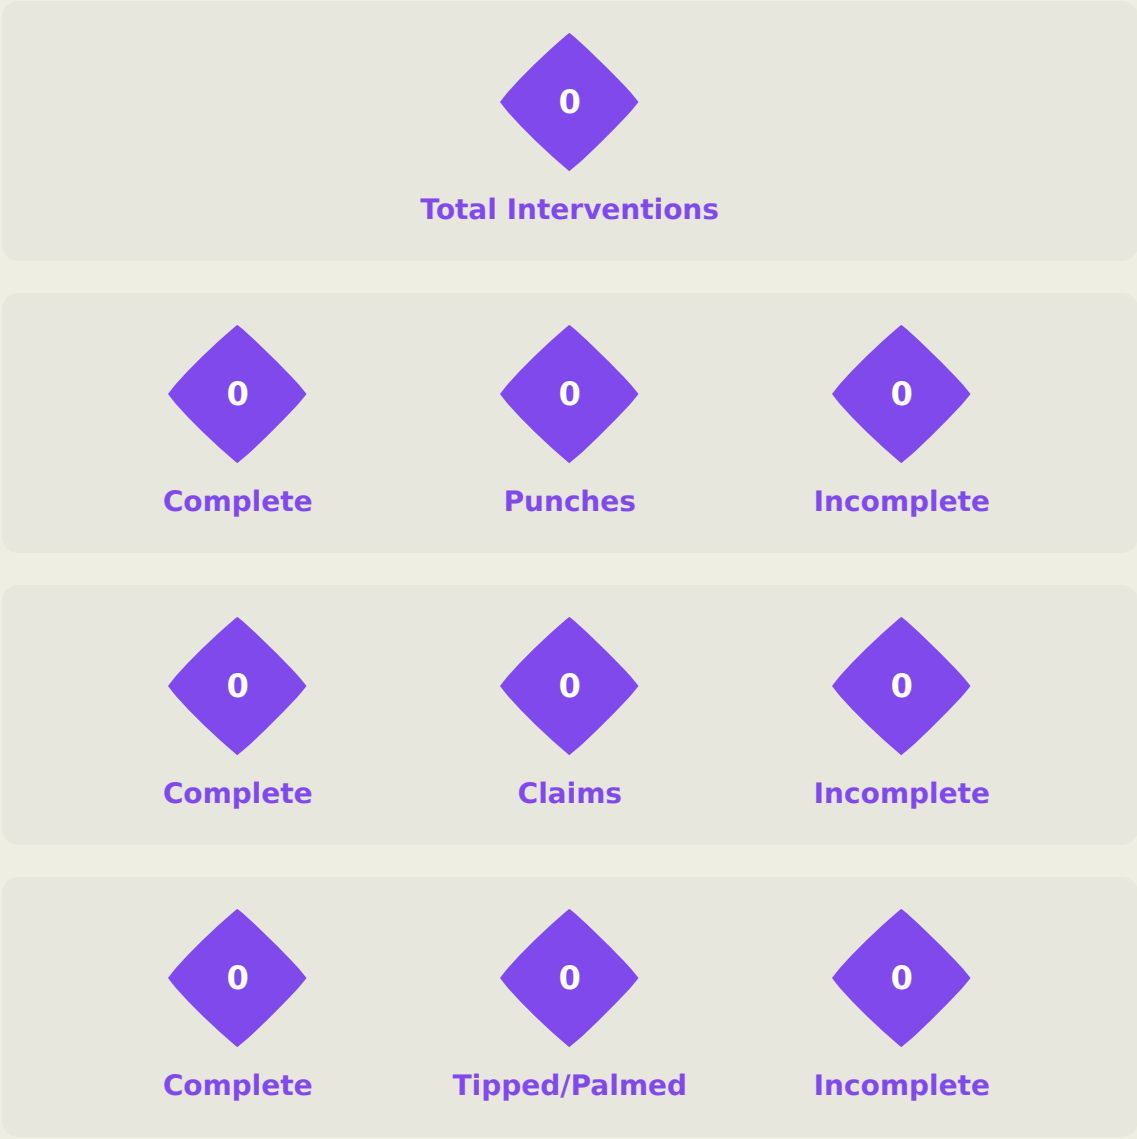 0
Total Interventions
0 0 0
Complete Punches Incomplete
0 0 0
Complete Claims Incomplete
0 0 0
Complete Tipped/Palmed Incomplete